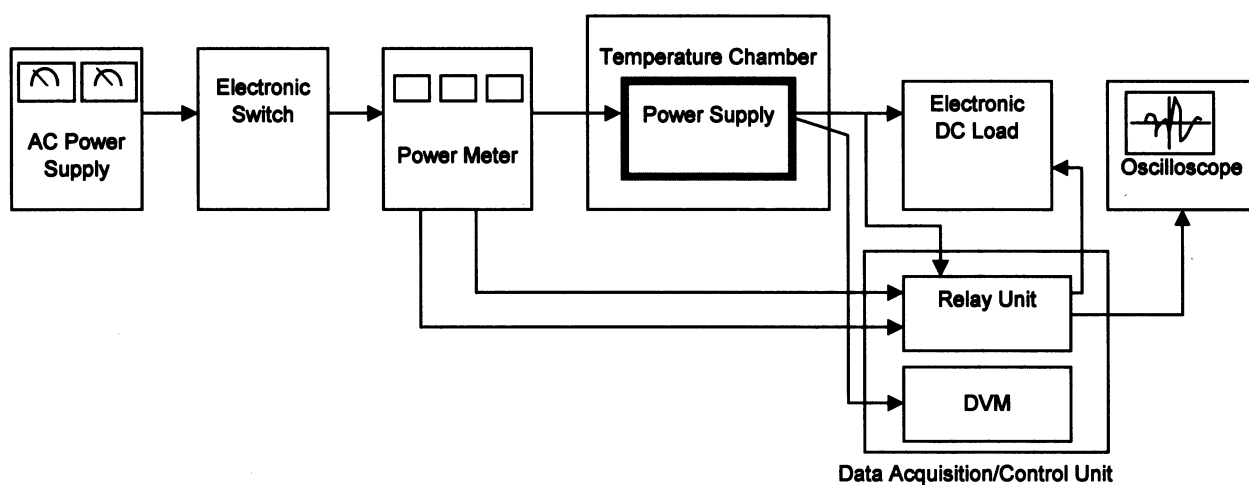 AC Power
Supply
Electronic
Switch
Power Meter
Temperature Chamber
Power Supply
Electronic
DC Load
Oscilloscope
Relay Unit
DVM
Data Acquisition/Control Unit